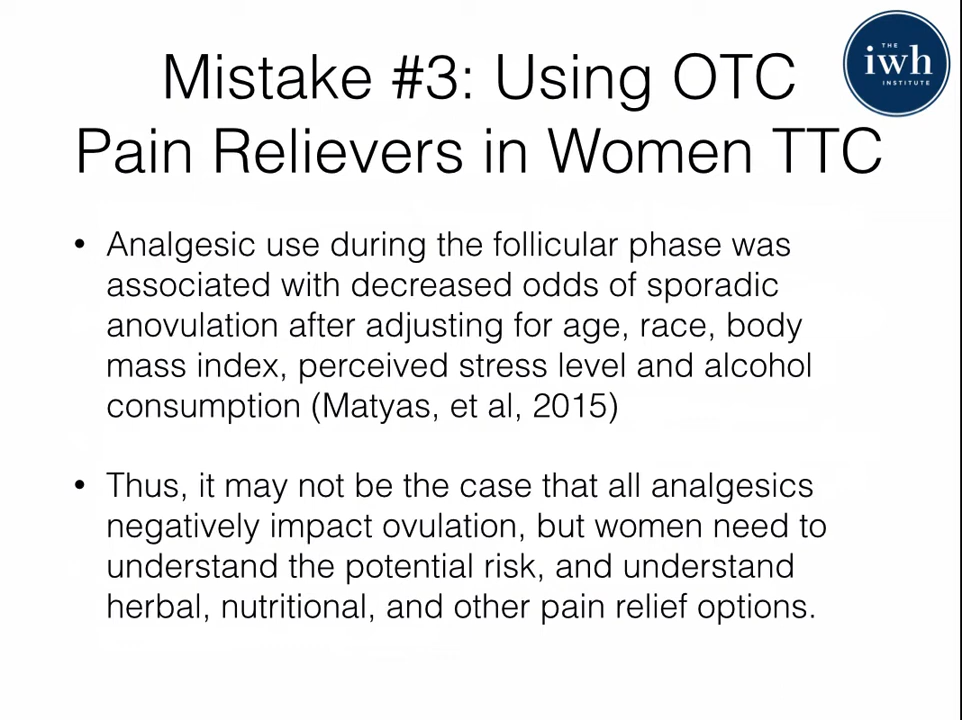 Mistake #3: Using OTC
Pain Relievers in Women TTC
THE
iwh
INSTITUTE
• Analgesic use during the follicular phase was
associated with decreased odds of sporadic
anovulation after adjusting for age, race, body
mass index, perceived stress level and alcohol
consumption (Matyas, et al, 2015)
• Thus, it may not be the case that all analgesics
negatively impact ovulation, but women need to
understand the potential risk, and understand
herbal, nutritional, and other pain relief options.